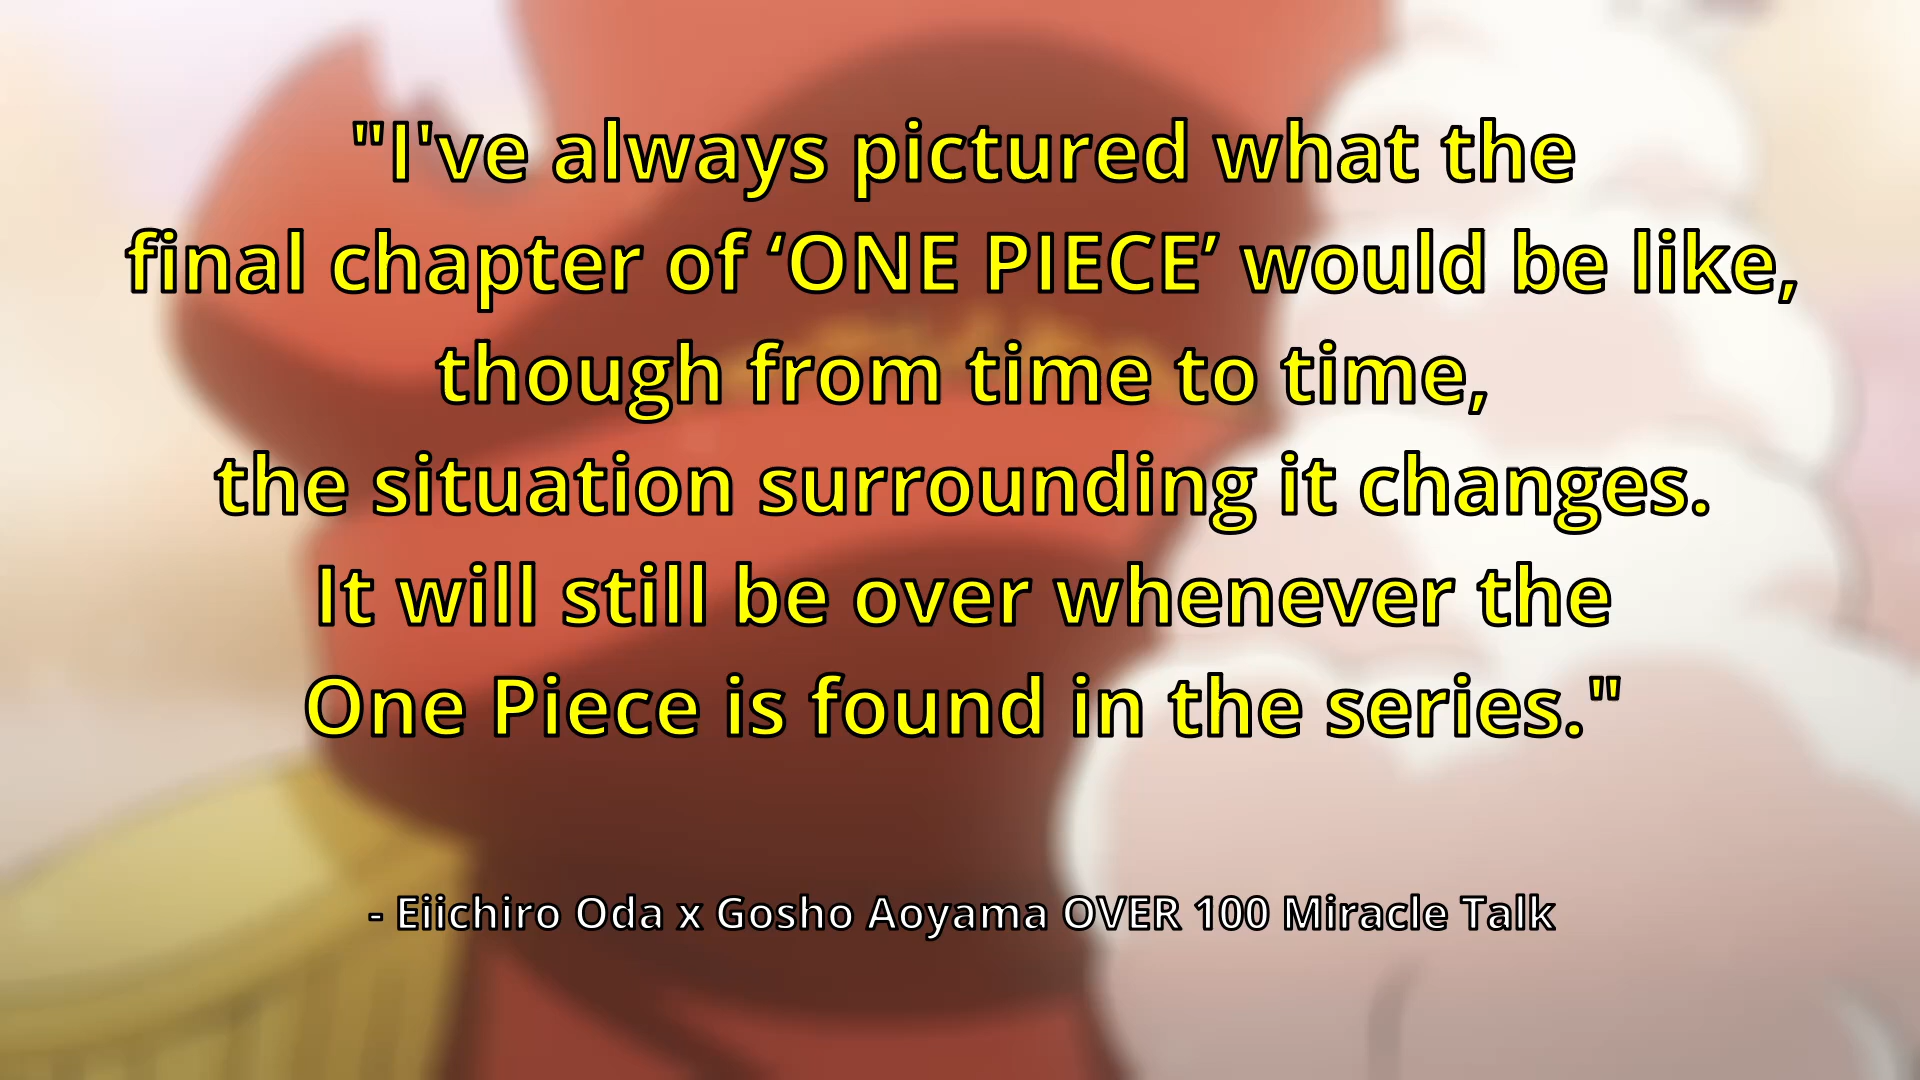 "I've always pictured what the
final chapter of ‘ONE PIECE’ would be like,
though from time to time,
the situation surrounding it changes.
It will still be over whenever the
One Piece is found in the series."
- Eiichiro Oda x Gosho Aoyama OVER 100 Miracle Talk